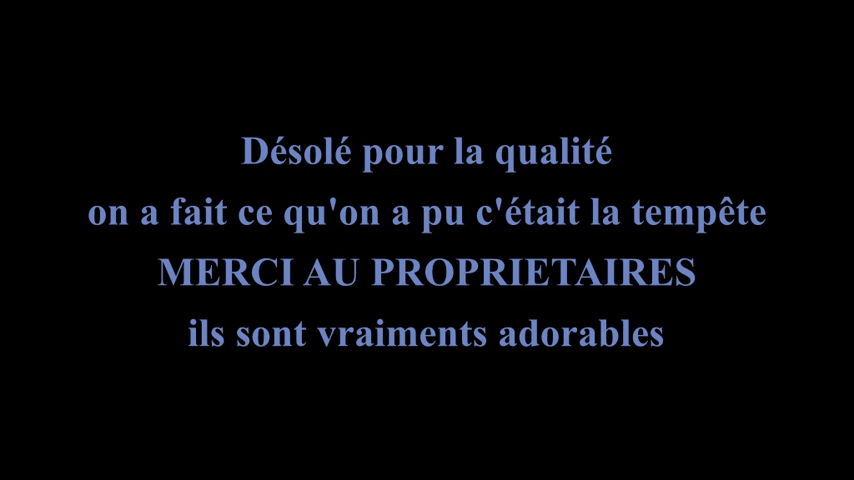 Désolé pour la qualité
on a fait ce qu'on a pu c'était la tempête
MERCI AU PROPRIETAIRES
ils sont vraiments adorables